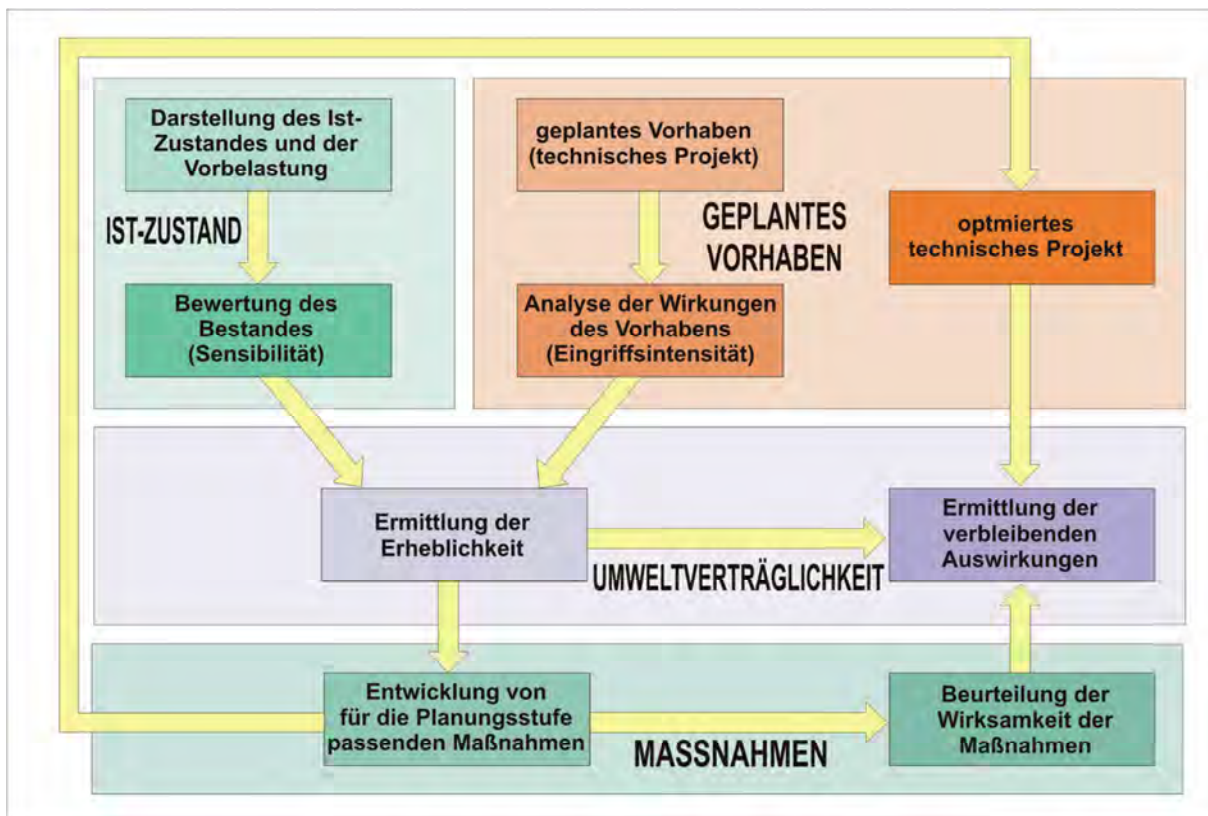 Darstellung des Ist-
Zustandes und der
Vorbelastung
IST-ZUSTAND
Bewertung des
Bestandes
(Sensibilität)
geplantes Vorhaben
(technisches Projekt)
GEPLANTES
VORHABEN
Analyse der Wirkungen
des Vorhabens
(Eingriffsintensität)
optmiertes
technisches Projekt
Ermittlung der
Erheblichkeit
UMWELTVERTRÄGLICHKEIT
Ermittlung der
verbleibenden
Auswirkungen
Entwicklung von
für die Planungsstufe
passenden Maßnahmen
MASSNAHMEN
Beurteilung der
Wirksamkeit der
Maßnahmen